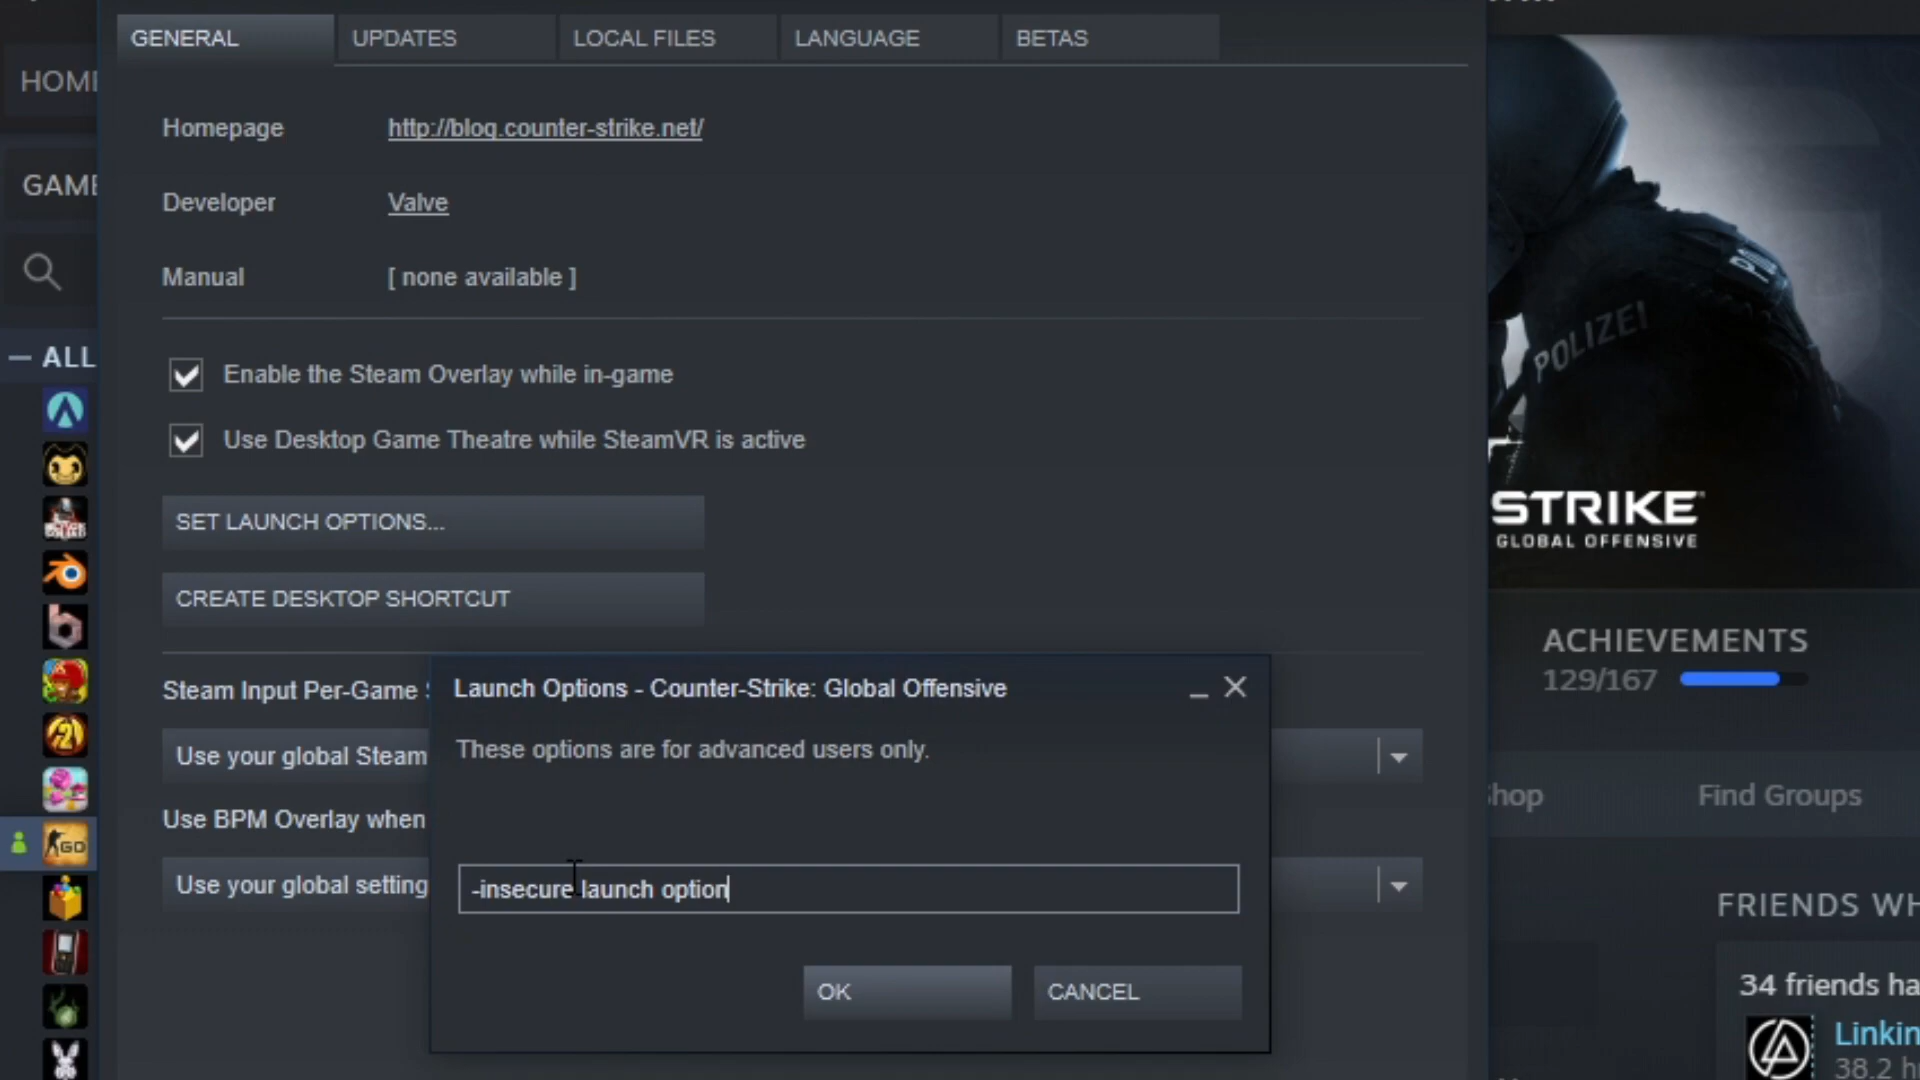 GENERAL
UPDATES
LOCAL FILES
LANGUAGE
BETAS
HOME
GAME
Homepage
http://blog.counter-strike.net/
Developer
Valve
Manual
[ none available ]
ALL
Enable the Steam Overlay while in-game
Use Desktop Game Theatre while SteamVR is active
SET LAUNCH OPTIONS...
CREATE DESKTOP SHORTCUT
POLIZEI
STRIKE
GLOBAL OFFENSIVE
ACHIEVEMENTS
129/167
Steam Input Per-Game
Launch Options - Counter-Strike: Global Offensive
These options are for advanced users only.
Use your global Steam
Use BPM Overlay when
Use your global setting
-insecure launch option
OK
CANCEL
GO
hop
Find Groups
FRIENDS WH
34 friends ha
Linkin
38.2 h